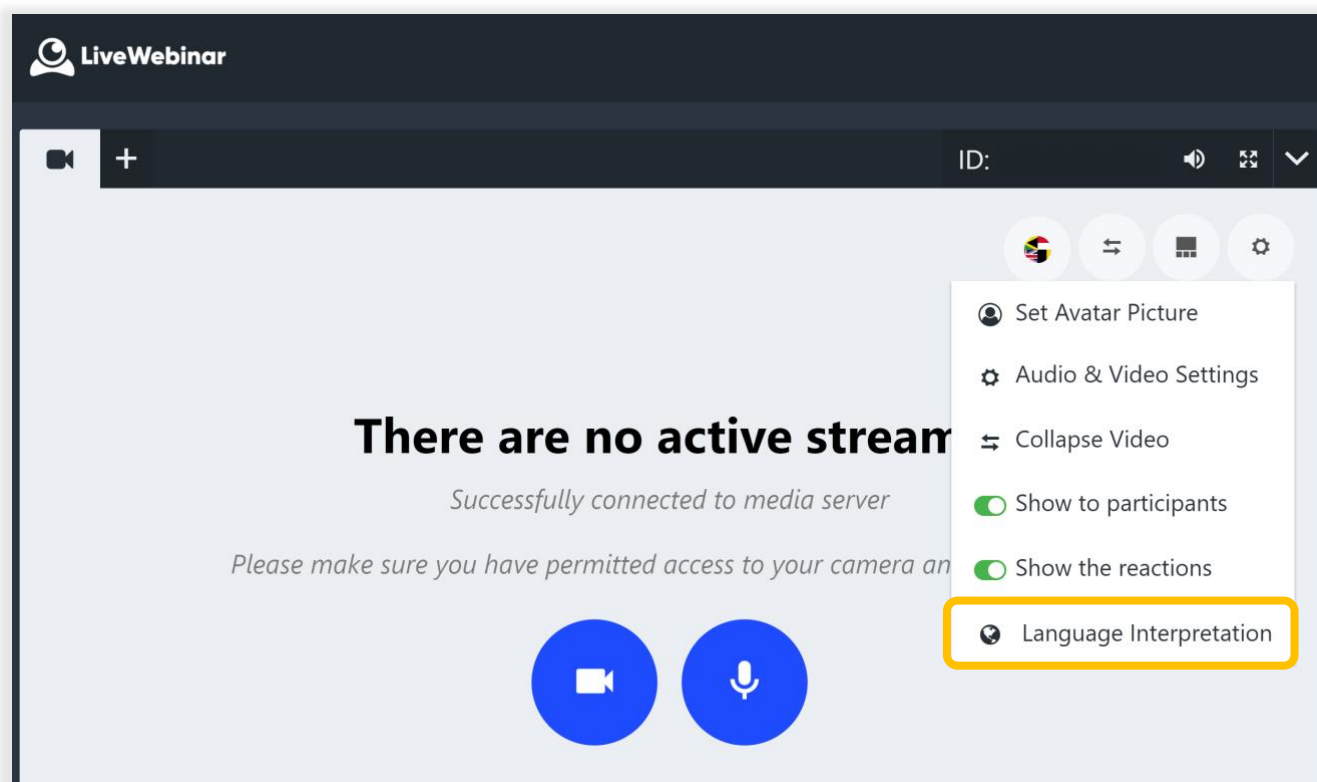 LiveWebinar
ID:
Set Avatar Picture
Audio & Video Settings
There are no active stream
Collapse Video
Successfully connected to media server
Show to participants
Please make sure you have permitted access to your camera an
Show the reactions
Language Interpretation